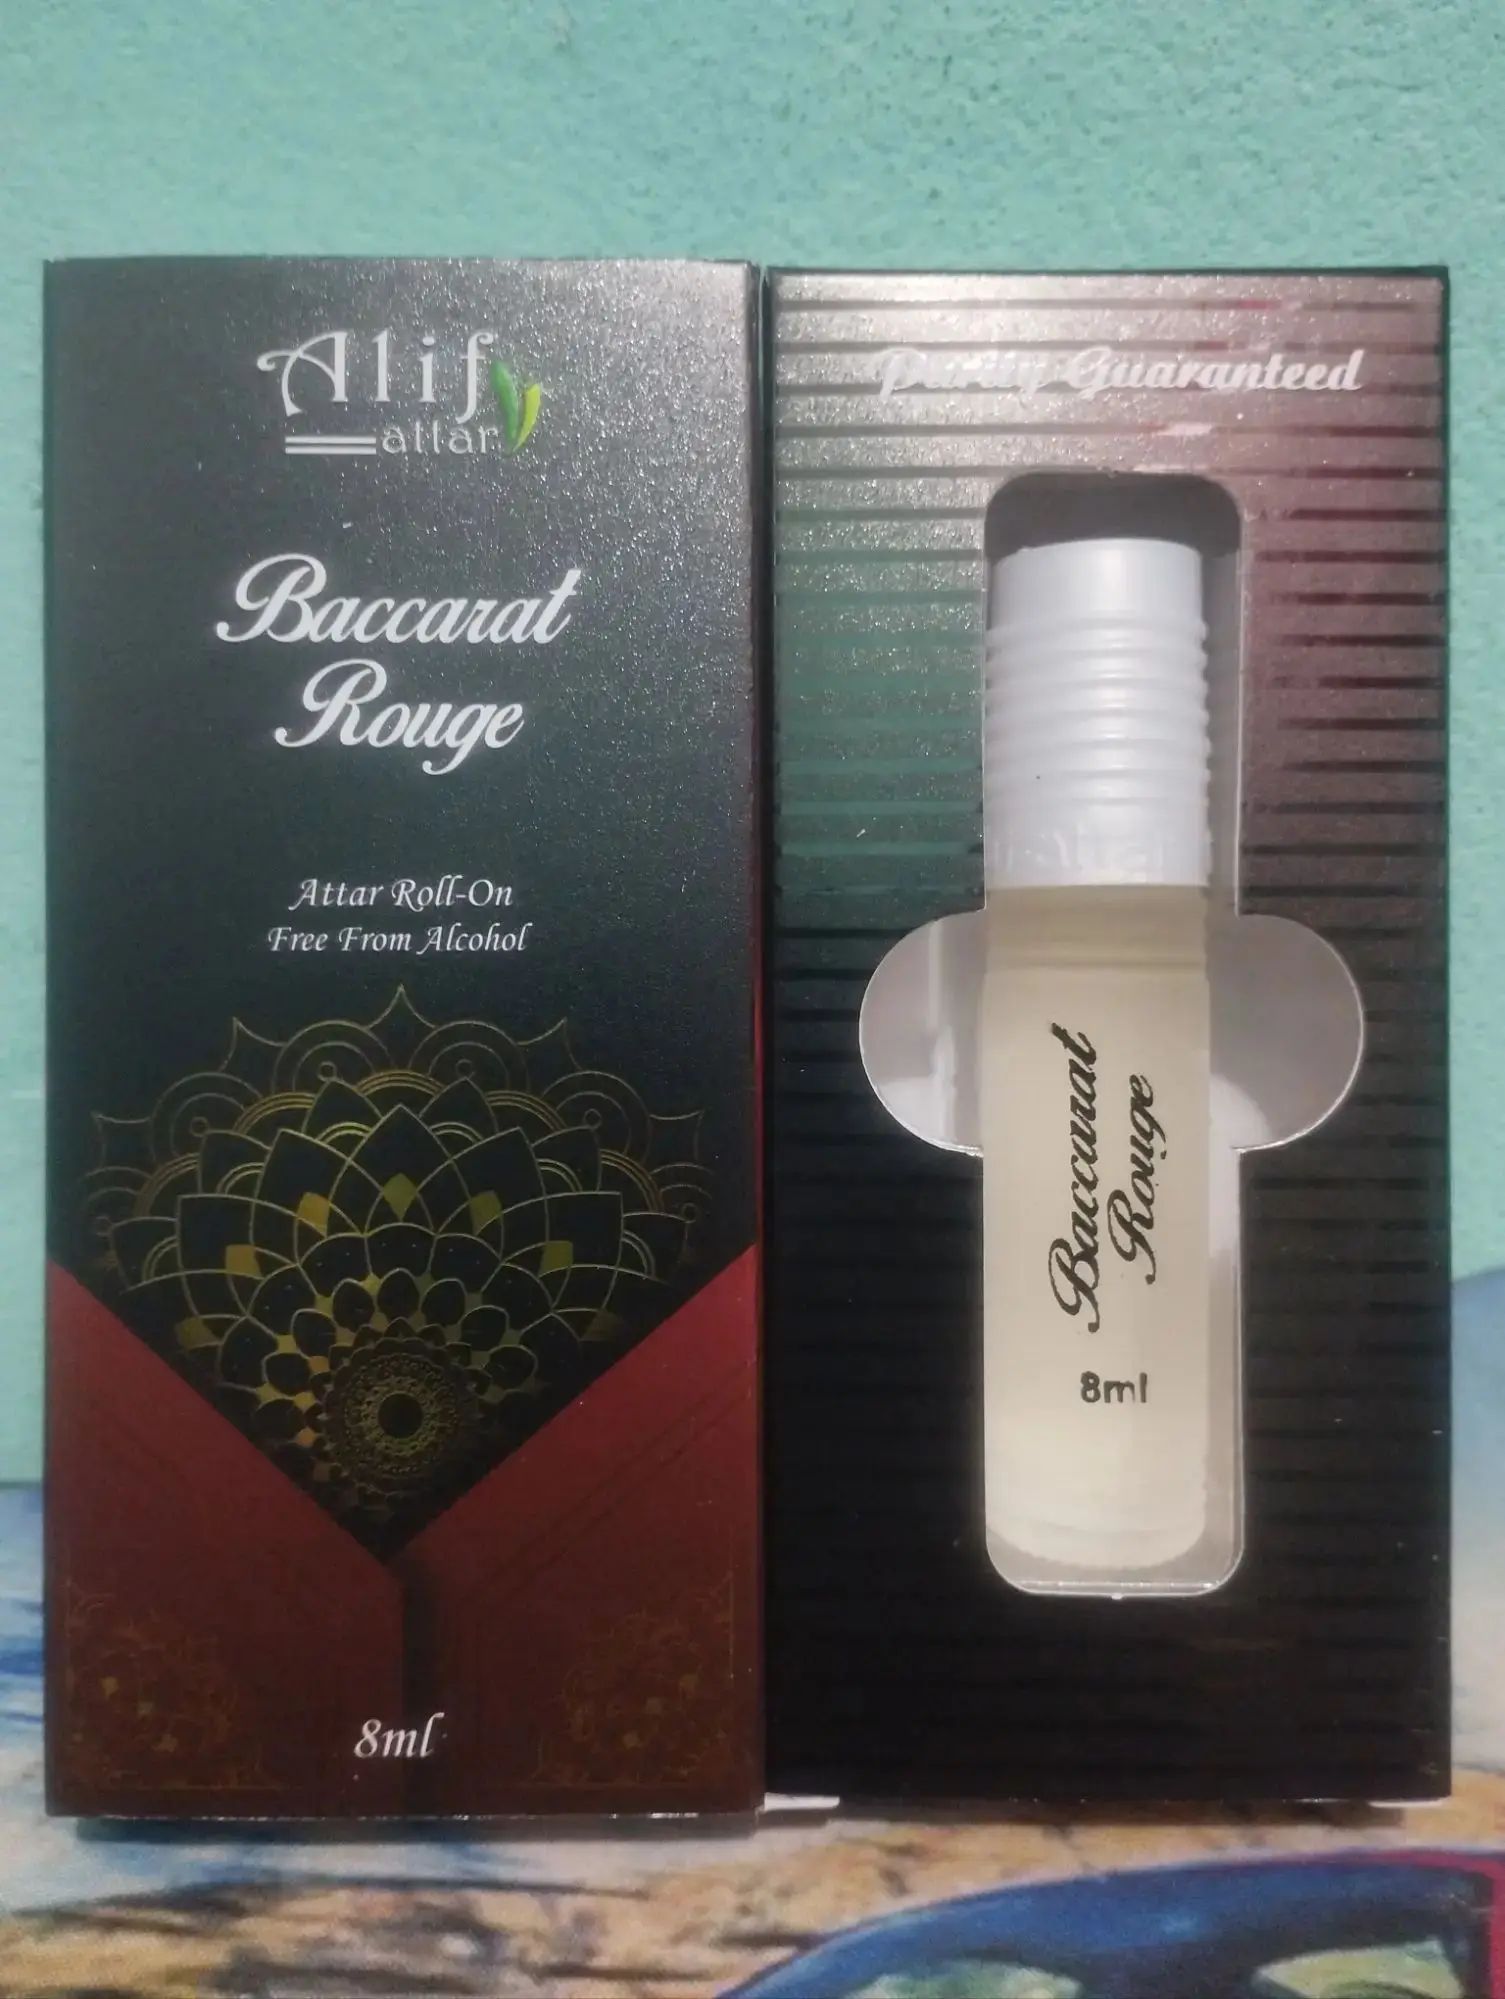 Alif
attar
Baccarat
Rouge
Attar Roll-On
Free From Alcohol
8ml
Purity Guaranteed
Baccarat
Rouge
8ml